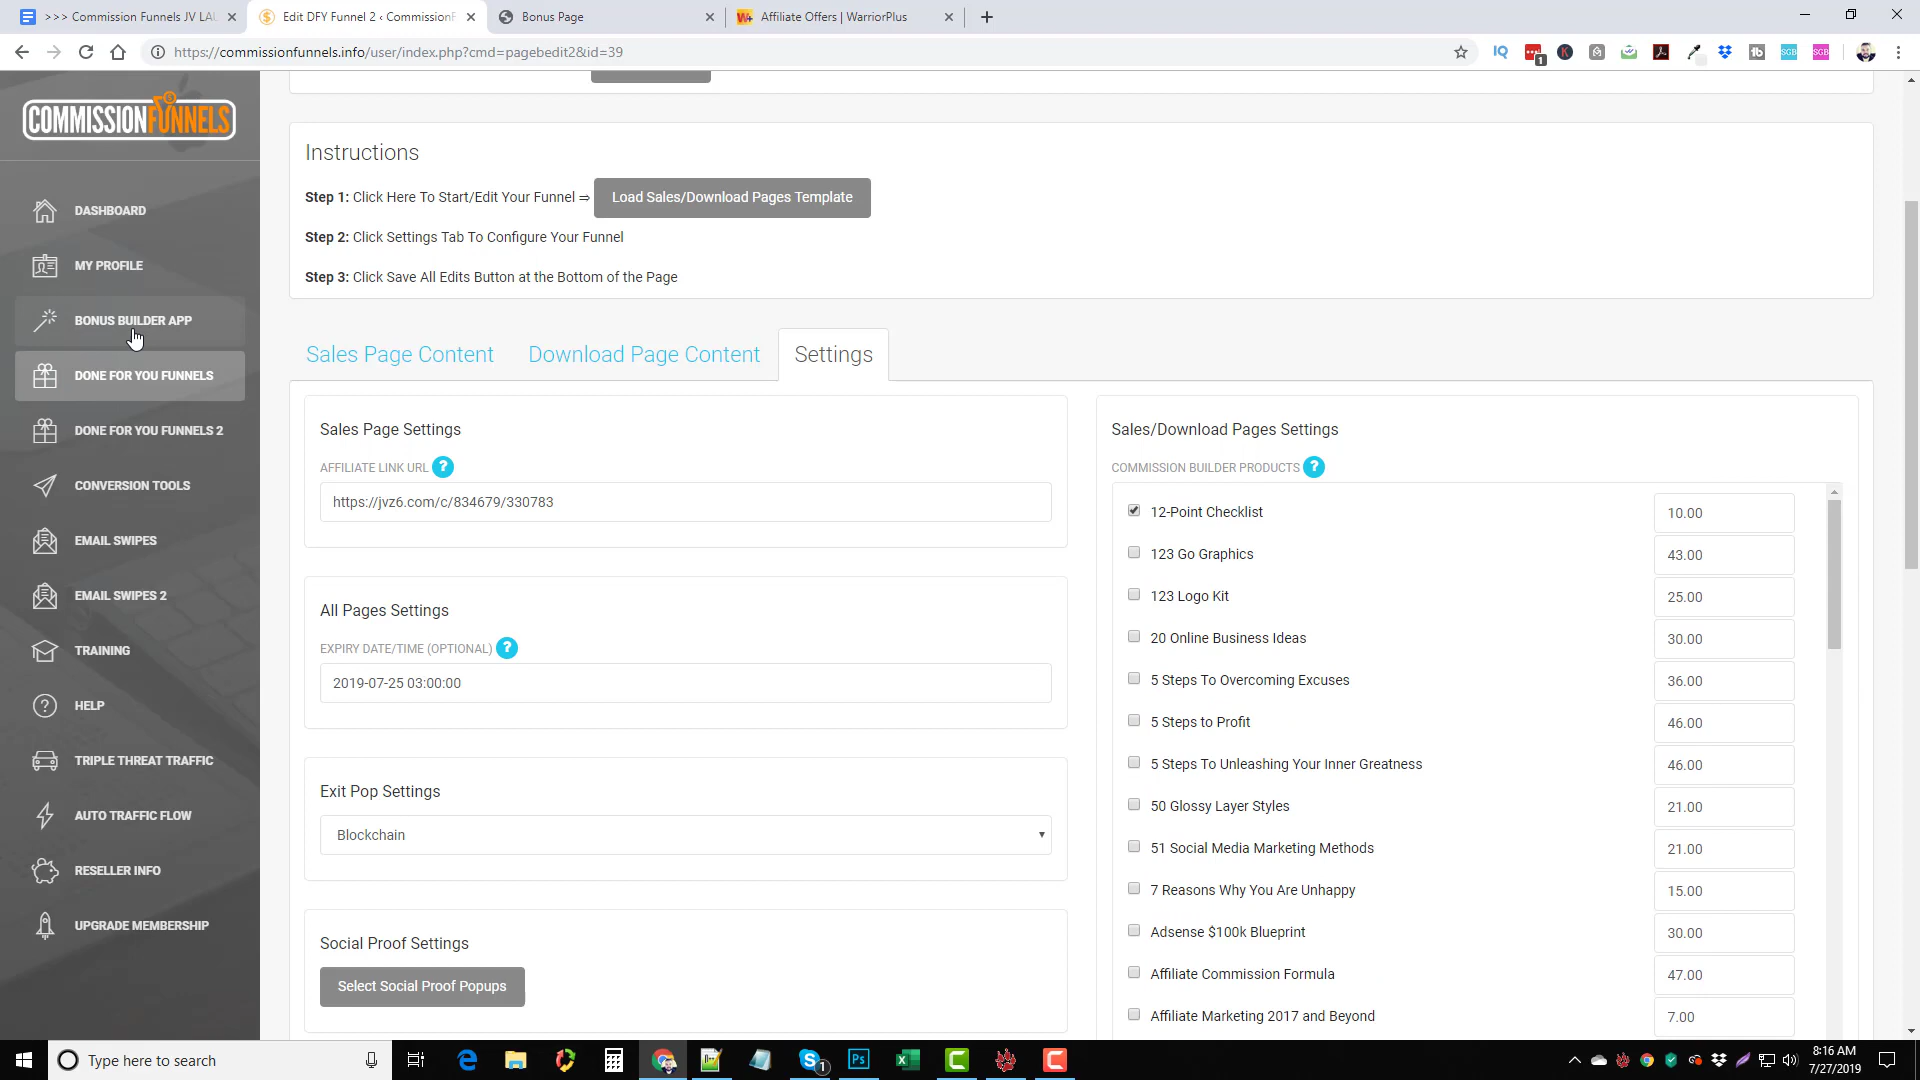 >>> Commission Funnels JV LAU
Edit DFY Funnel 2 ‹ CommissionF
Bonus Page
Affiliate Offers | WarriorPlus
https://commissionfunnels.info/user/index.php?cmd=pagebedit2&id=39
COMMISSIONFUNNELS
DASHBOARD
MY PROFILE
BONUS BUILDER APP
DONE FOR YOU FUNNELS
DONE FOR YOU FUNNELS 2
CONVERSION TOOLS
EMAIL SWIPES
EMAIL SWIPES 2
TRAINING
HELP
TRIPLE THREAT TRAFFIC
AUTO TRAFFIC FLOW
RESELLER INFO
UPGRADE MEMBERSHIP
Instructions
Step 1: Click Here To Start/Edit Your Funnel ⇒ Load Sales/Download Pages Template
Step 2: Click Settings Tab To Configure Your Funnel
Step 3: Click Save All Edits Button at the Bottom of the Page
Sales Page Content Download Page Content Settings
Sales Page Settings
AFFILIATE LINK URL ?
https://jvz6.com/c/834679/330783
All Pages Settings
EXPIRY DATE/TIME (OPTIONAL) ?
2019-07-25 03:00:00
Exit Pop Settings
Blockchain
Social Proof Settings
Select Social Proof Popups
Sales/Download Pages Settings
COMMISSION BUILDER PRODUCTS ?
12-Point Checklist 10.00
123 Go Graphics 43.00
123 Logo Kit 25.00
20 Online Business Ideas 30.00
5 Steps To Overcoming Excuses 36.00
5 Steps to Profit 46.00
5 Steps To Unleashing Your Inner Greatness 46.00
50 Glossy Layer Styles 21.00
51 Social Media Marketing Methods 21.00
7 Reasons Why You Are Unhappy 15.00
Adsense $100k Blueprint 30.00
Affiliate Commission Formula 47.00
Affiliate Marketing 2017 and Beyond 7.00
Type here to search
8:16 AM
7/27/2019